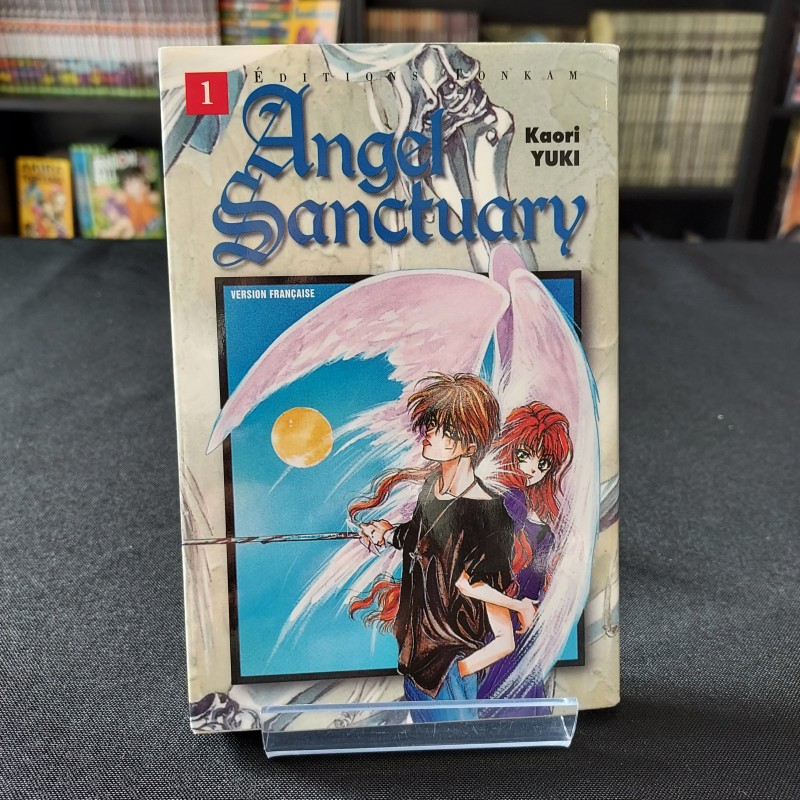 1
ÉDITIONS TONKAM
Angel
Sanctuary
Kaori
YUKI
VERSION FRANÇAISE